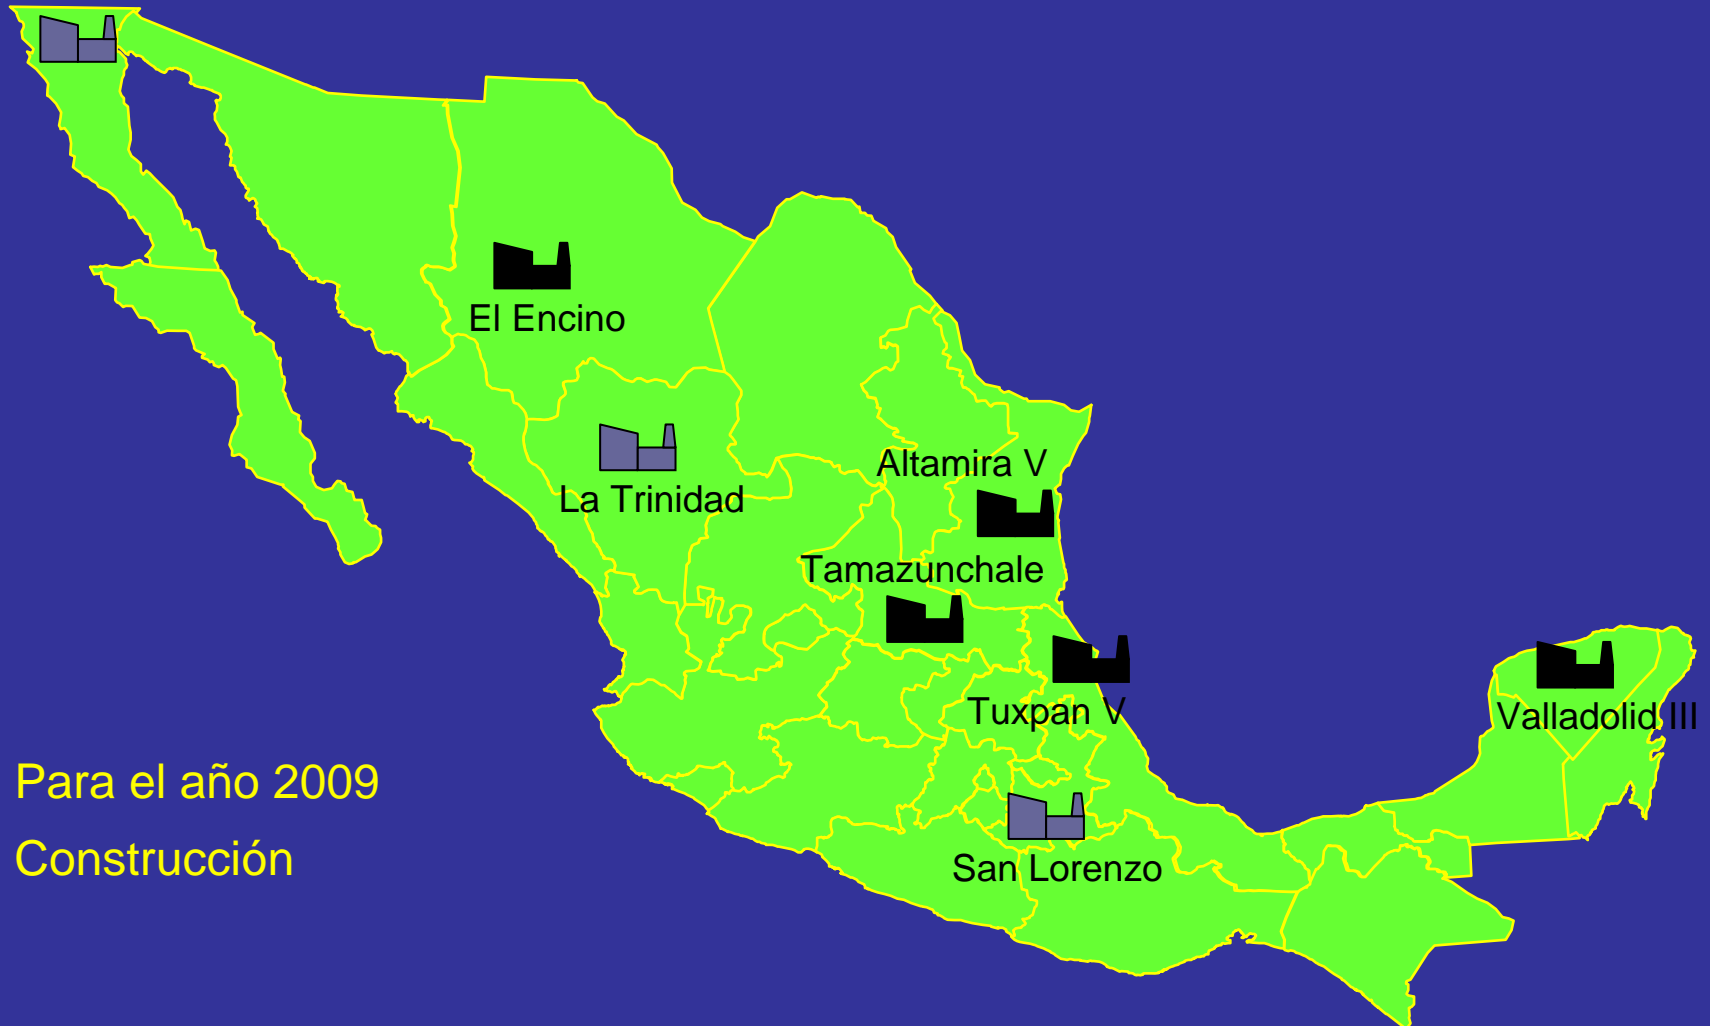 El Encino
Altamira V
La Trinidad
Tamazunchale
Tuxpan V
Valladolid III
Para el año 2009
Construcción
San Lorenzo